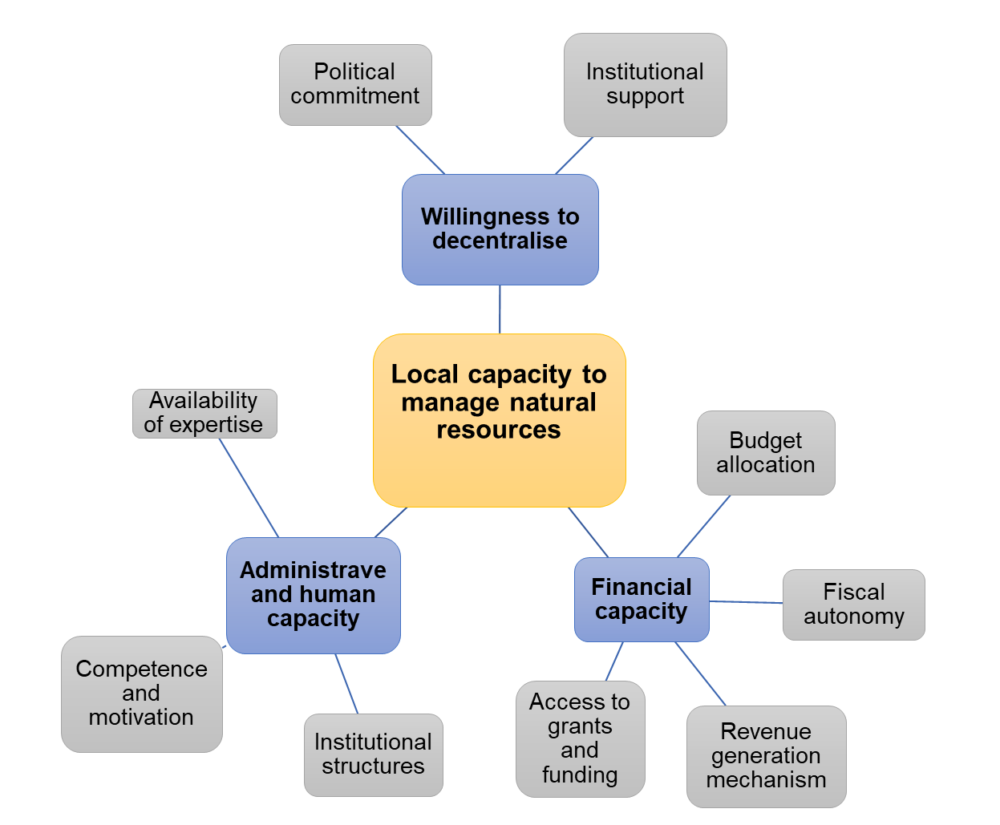 Political
commitment
Institutional
support
Willingness to
decentralise
Local capacity to
manage natural
resources
Availability
of expertise
Budget
allocation
Administrave
and human
capacity
Financial
capacity
Fiscal
autonomy
Competence
and
motivation
Institutional
structures
Access to
grants
and
funding
Revenue
generation
mechanism